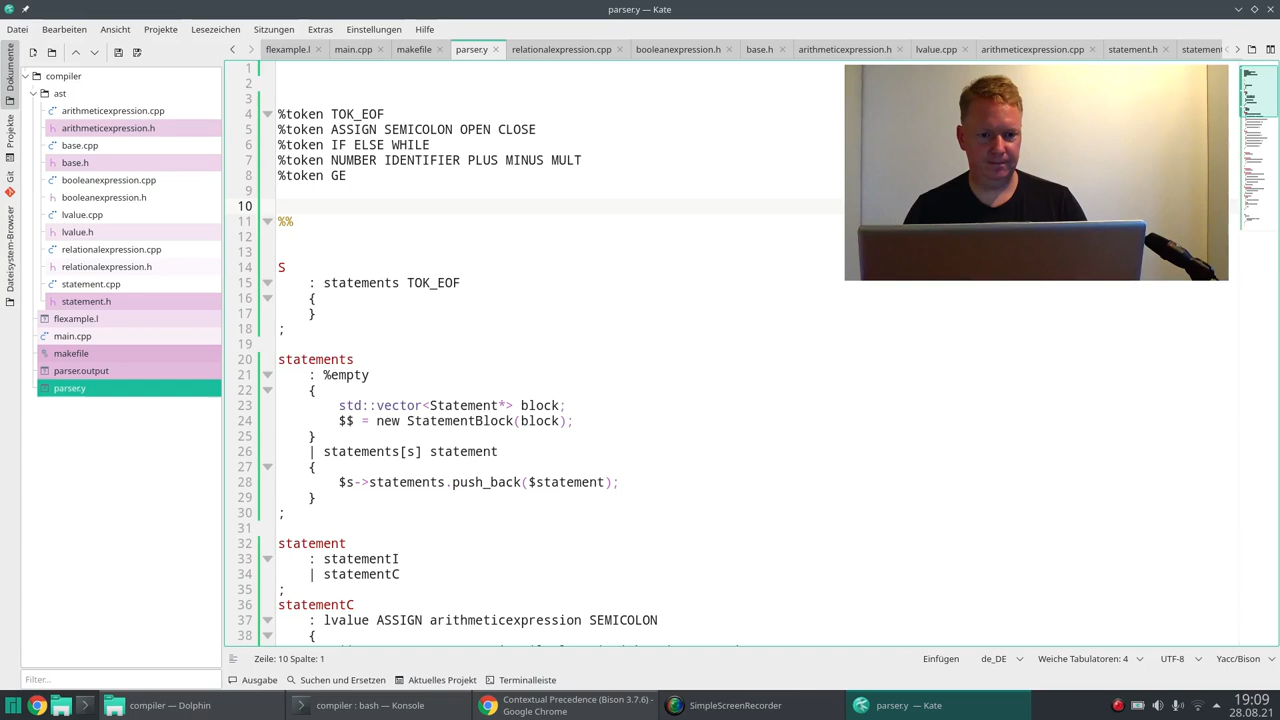 parser.y — Kate
Datei Bearbeiten Ansicht Projekte Lesezeichen Sitzungen Extras Einstellungen Hilfe
flexample.l main.cpp makefile parser.y relationalexpression.cpp booleanexpression.h base.h arithmeticexpression.h lvalue.cpp arithmeticexpression.cpp statement.h statement
Dokumente
Projekte
Git
Dateisystem-Browser
compiler
ast
arithmeticexpression.cpp
arithmeticexpression.h
base.cpp
base.h
booleanexpression.cpp
booleanexpression.h
lvalue.cpp
lvalue.h
relationalexpression.cpp
relationalexpression.h
statement.cpp
statement.h
flexample.l
main.cpp
makefile
parser.output
parser.y
Filter...
1
2
3
4 %token TOK_EOF
5 %token ASSIGN SEMICOLON OPEN CLOSE
6 %token IF ELSE WHILE
7 %token NUMBER IDENTIFIER PLUS MINUS MULT
8 %token GE
9
10
11 %%
12
13
14 S
15 : statements TOK_EOF
16 {
17 }
18 ;
19
20 statements
21 : %empty
22 {
23 std::vector<Statement*> block;
24 $$ = new StatementBlock(block);
25 }
26 | statements[s] statement
27 {
28 $s->statements.push_back($statement);
29 }
30 ;
31
32 statement
33 : statementI
34 | statementC
35 ;
36 statementC
37 : lvalue ASSIGN arithmeticexpression SEMICOLON
38 {
Zeile: 10 Spalte: 1 Einfügen de_DE Weiche Tabulatoren: 4 UTF-8 Yacc/Bison
Ausgabe Suchen und Ersetzen Aktuelles Projekt Terminalleiste
compiler — Dolphin
compiler : bash — Konsole
Contextual Precedence (Bison 3.7.6) - Google Chrome
SimpleScreenRecorder
parser.y — Kate
19:09
28.08.21